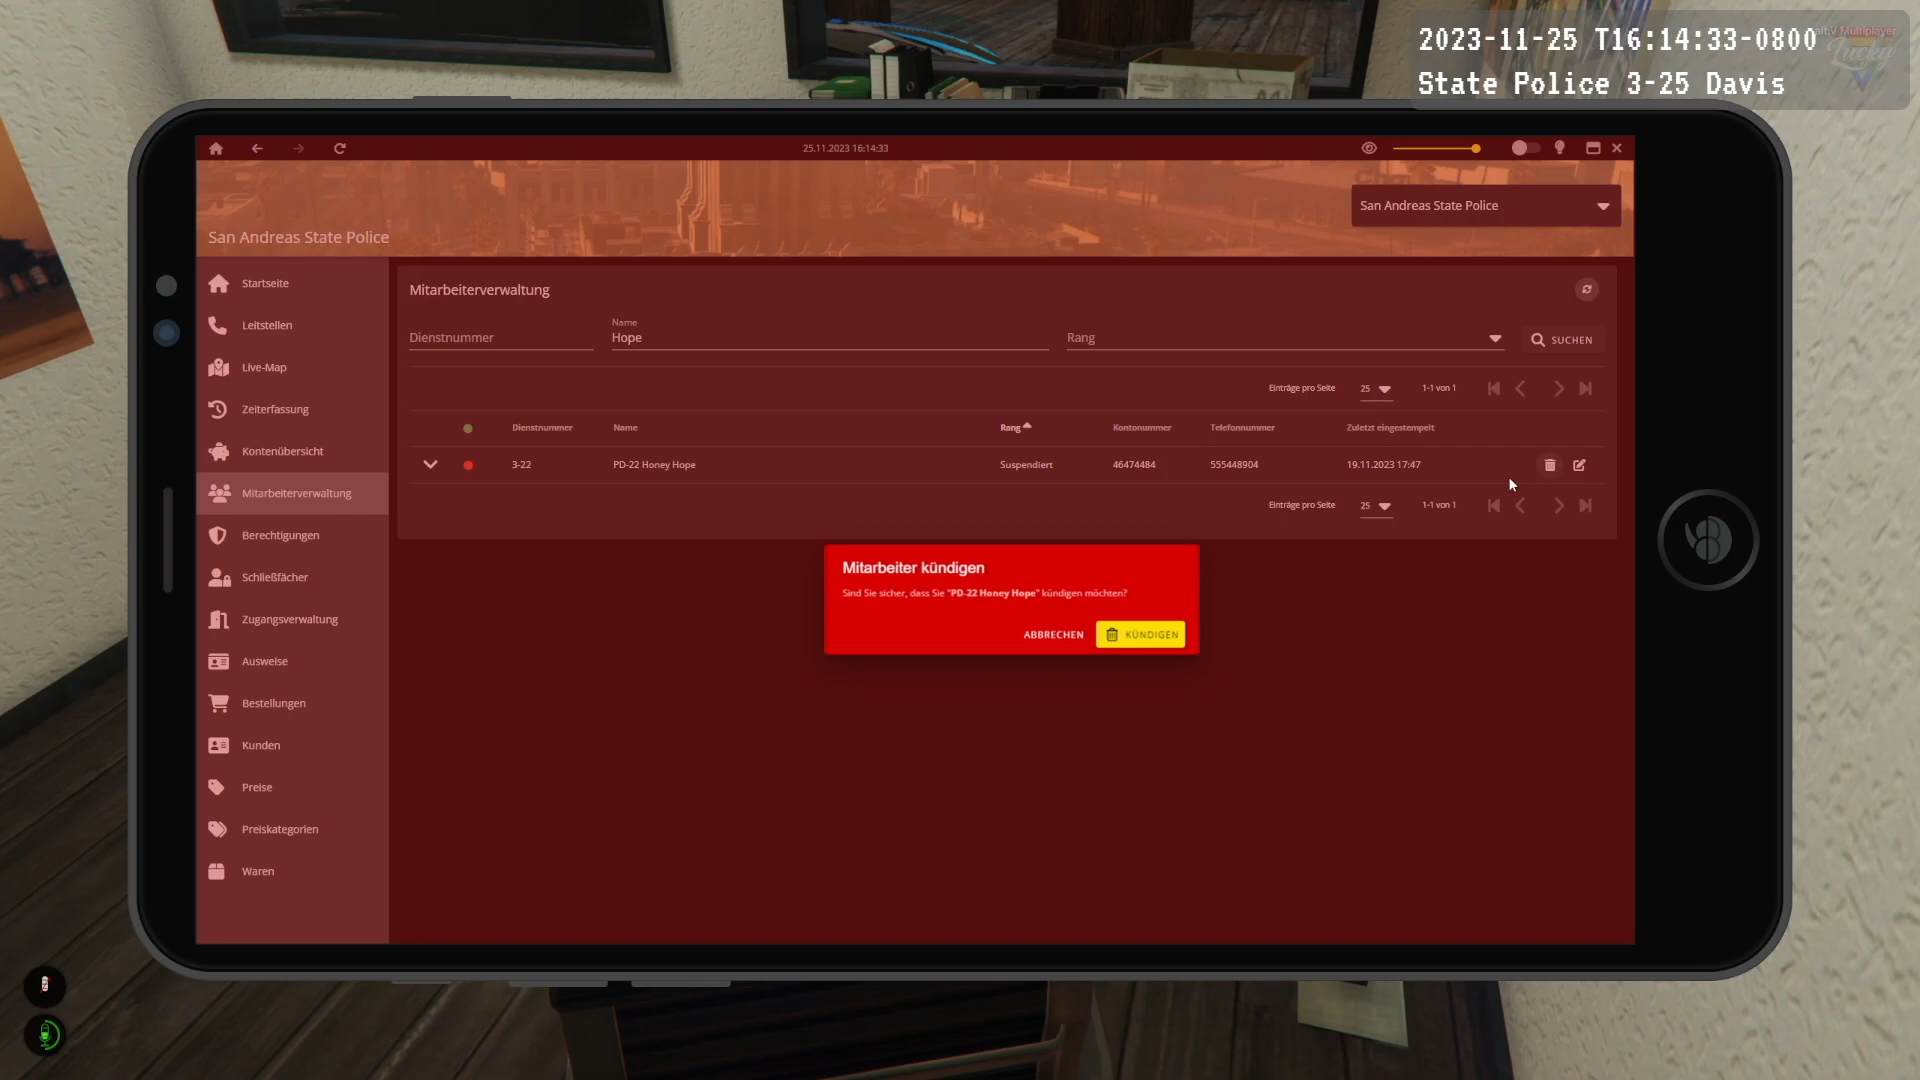 2023-11-25 T16:14:33-0800
State Police 3-25 Davis
alt:V Multiplayer
Lucky
25.11.2023 16:14:33
San Andreas State Police
San Andreas State Police
Startseite
Leitstellen
Live-Map
Zeiterfassung
Kontenübersicht
Mitarbeiterverwaltung
Berechtigungen
Schließfächer
Zugangsverwaltung
Ausweise
Bestellungen
Kunden
Preise
Preiskategorien
Waren
Mitarbeiterverwaltung
Dienstnummer
Name
Hope
Rang
SUCHEN
Einträge pro Seite 25 1-1 von 1
Dienstnummer Name Rang Kontonummer Telefonnummer Zuletzt eingestempelt
3-22 PD-22 Honey Hope Suspendiert 46474484 555448904 19.11.2023 17:47
Einträge pro Seite 25 1-1 von 1
Mitarbeiter kündigen
Sind Sie sicher, dass Sie "PD-22 Honey Hope" kündigen möchten?
ABBRECHEN KÜNDIGEN